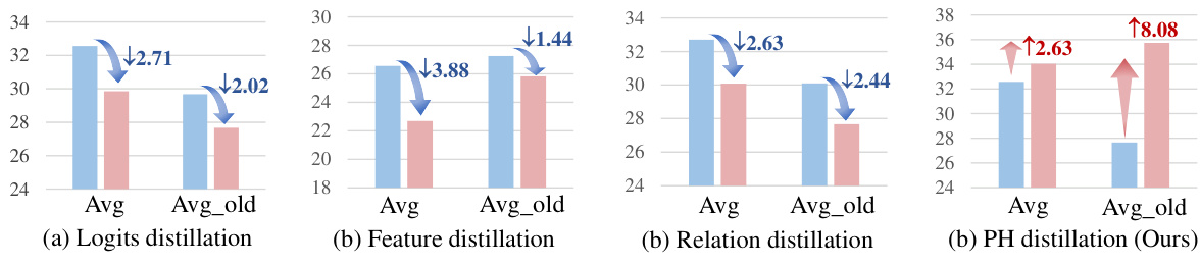 34
32
30
28
26
24
↓2.71
↓2.02
Avg
Avg_old
(a) Logits distillation
30
28
26
24
22
20
18
↓3.88
↓1.44
Avg
Avg_old
(b) Feature distillation
34
32
30
28
26
24
↓2.63
↓2.44
Avg
Avg_old
(b) Relation distillation
38
36
34
32
30
28
26
24
↑2.63
↑8.08
Avg
Avg_old
(b) PH distillation (Ours)